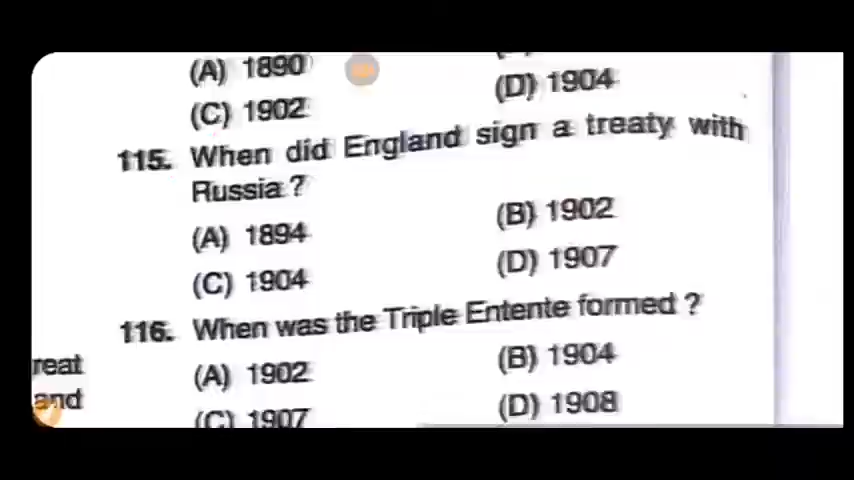 (A) 1890
(D) 1904
(C) 1902
115. When did England sign a treaty with
Russia ?
(A) 1894
(B) 1902
(C) 1904
(D) 1907
116. When was the Triple Entente formed ?
(A) 1902
(B) 1904
(C) 1907
(D) 1908
reat
and